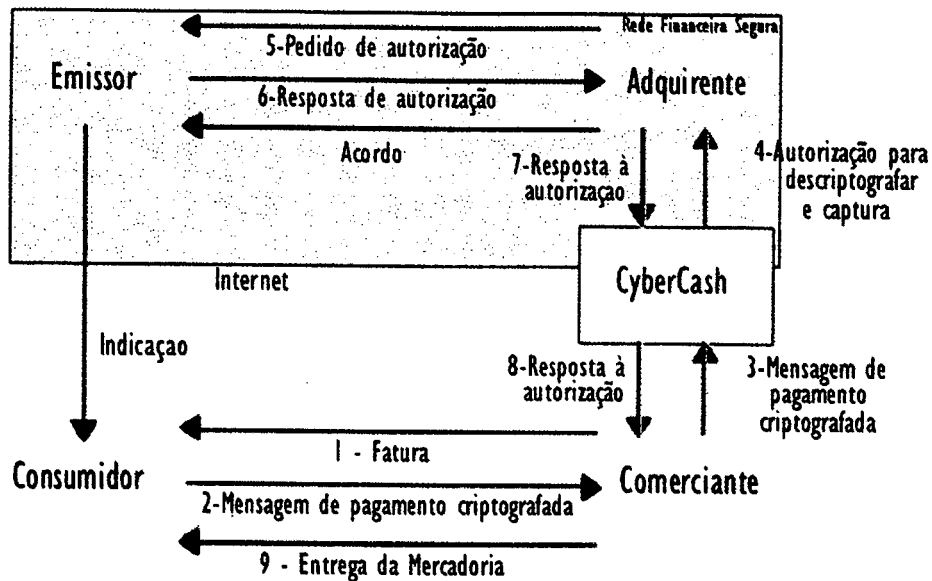 Rede Financeira Segura
5-Pedido de autorização
Emissor
Adquirente
6-Resposta de autorização
Acordo
7-Resposta à
autorizaçao
4-Autorização para
descriptografar
e captura
Internet
CyberCash
Indicaçao
8-Resposta à
autorização
3-Mensagem de
pagamento
criptografada
1 - Fatura
Consumidor
Comerciante
2-Mensagem de pagamento criptografada
9 - Entrega da Mercadoria